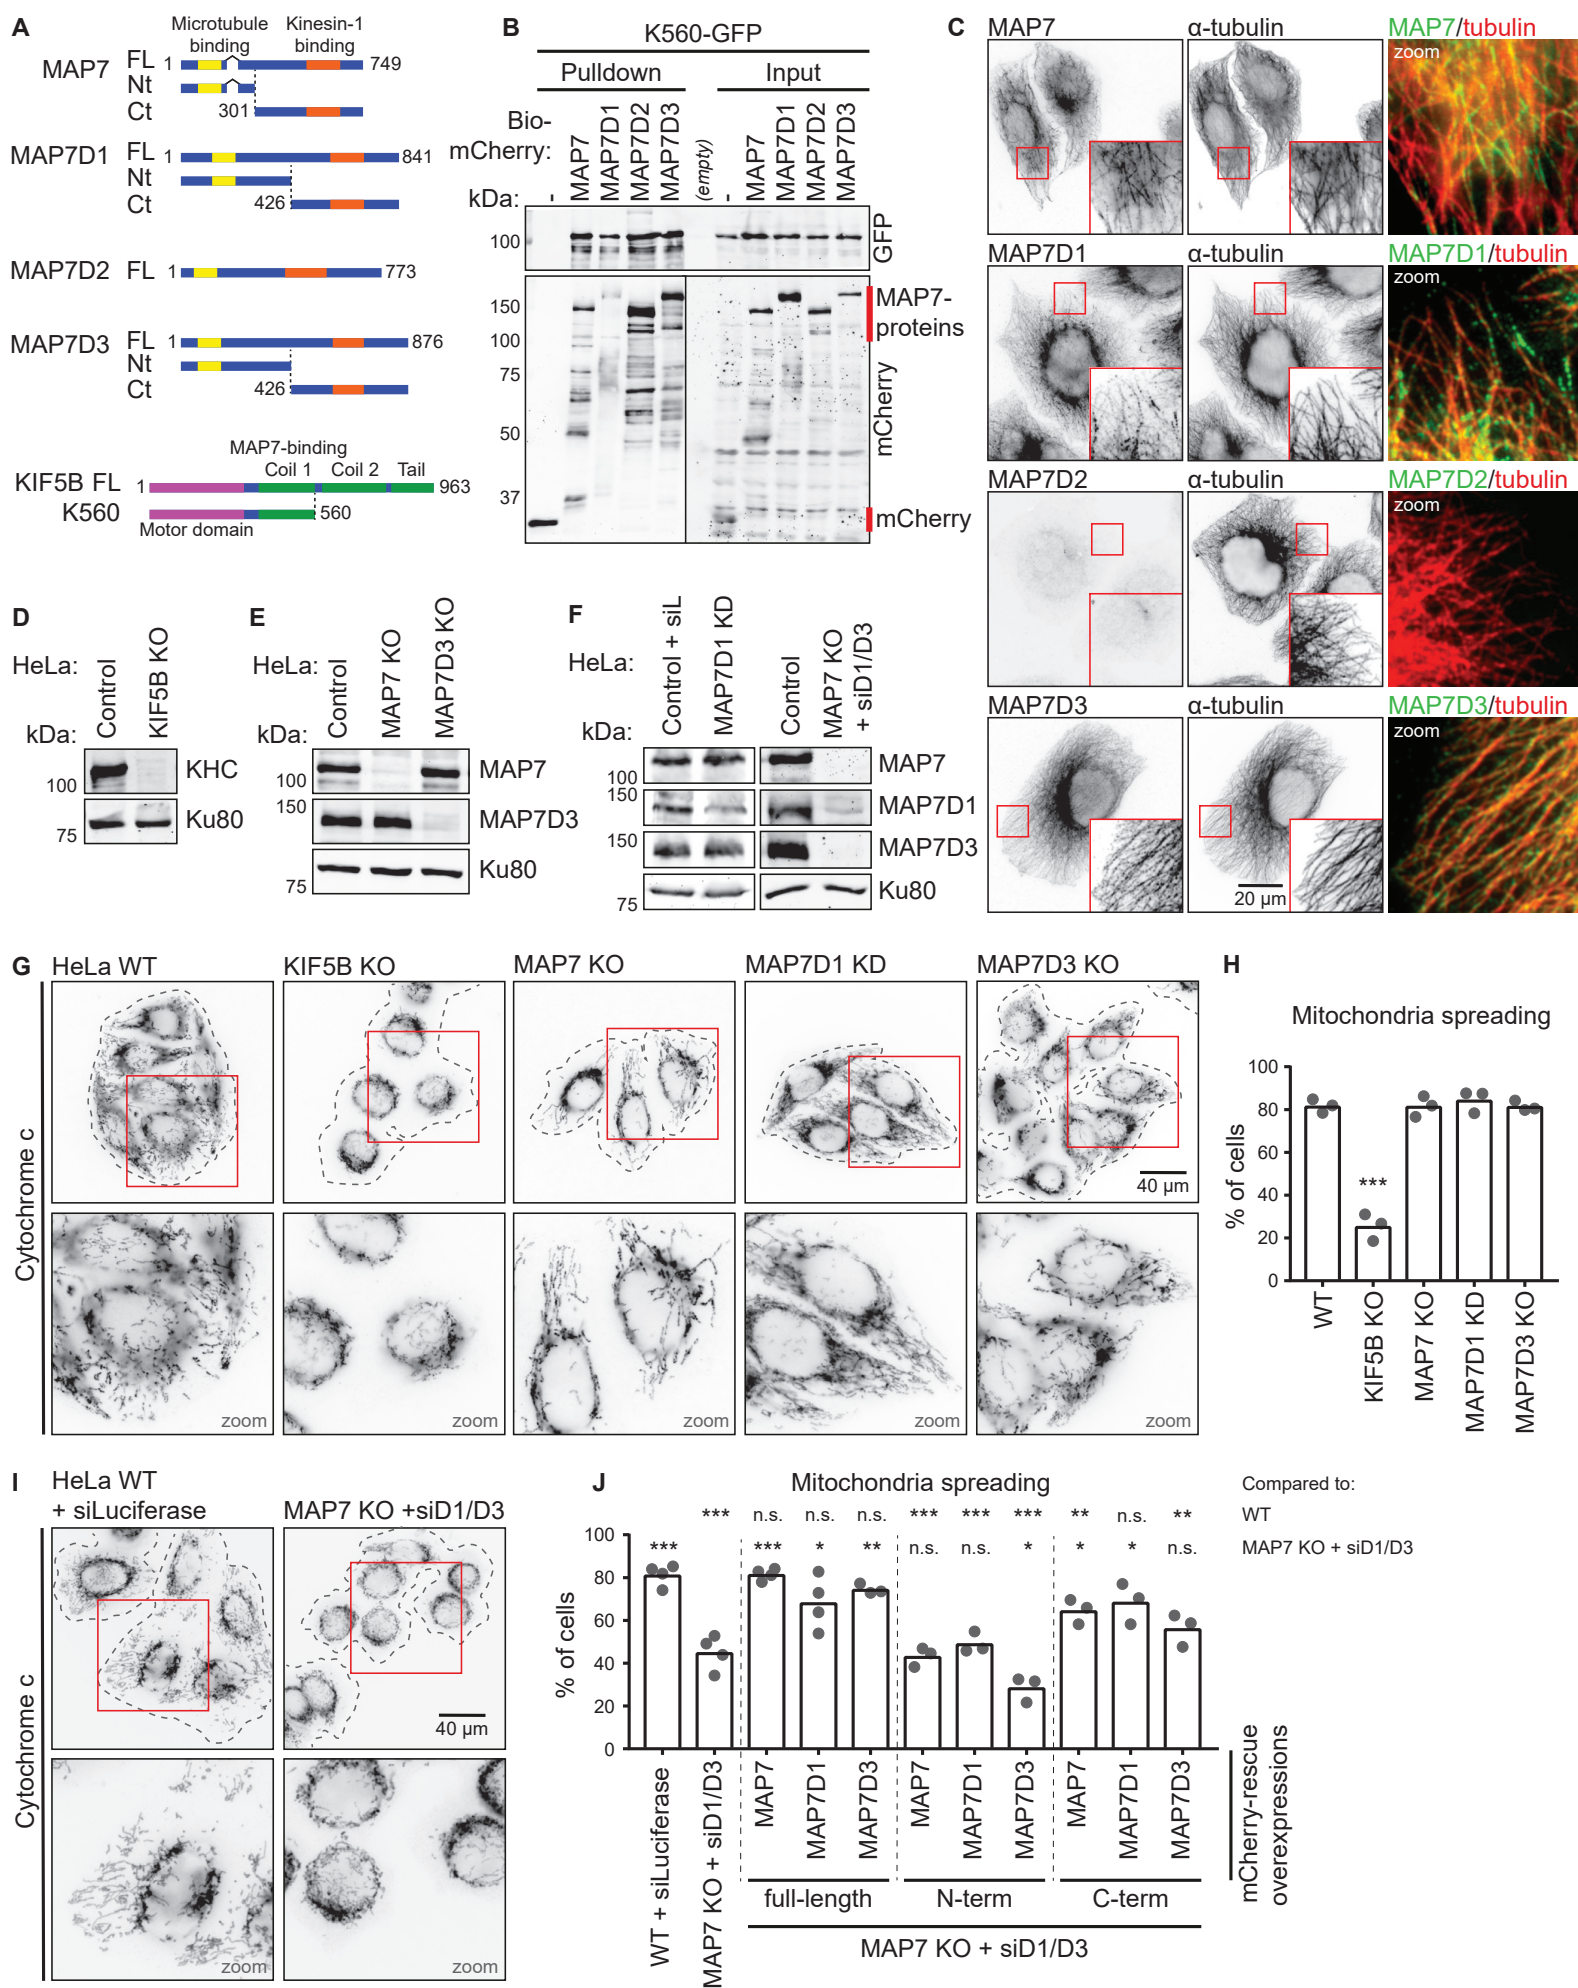 A
Microtubule binding
Kinesin-1 binding
MAP7
FL 1 749
Nt
Ct 301
MAP7D1
FL 1 841
Nt
Ct 426
MAP7D2 FL 1 773
MAP7D3
FL 1 876
Nt
Ct 426
MAP7-binding
Coil 1 Coil 2 Tail
KIF5B FL 1 963
K560 560
Motor domain
B
K560-GFP
Pulldown Input
Bio-mCherry:
- MAP7 MAP7D1 MAP7D2 MAP7D3 (empty) - MAP7 MAP7D1 MAP7D2 MAP7D3
kDa:
100
GFP
150
100
75
50
37
mCherry
MAP7-proteins
mCherry
C
MAP7 α-tubulin MAP7/tubulin
zoom
MAP7D1 α-tubulin MAP7D1/tubulin
zoom
MAP7D2 α-tubulin MAP7D2/tubulin
zoom
MAP7D3 α-tubulin MAP7D3/tubulin
zoom
20 µm
D
HeLa: Control KIF5B KO
kDa:
100 KHC
75 Ku80
E
HeLa: Control MAP7 KO MAP7D3 KO
kDa:
100 MAP7
150 MAP7D3
75 Ku80
F
HeLa: Control + siL MAP7D1 KD Control MAP7 KO + siD1/D3
kDa:
100 MAP7
150 MAP7D1
150 MAP7D3
75 Ku80
G
HeLa WT KIF5B KO MAP7 KO MAP7D1 KD MAP7D3 KO
Cytochrome c
40 µm
zoom zoom zoom zoom zoom
H
Mitochondria spreading
% of cells
100
80
60
40
20
0
***
WT KIF5B KO MAP7 KO MAP7D1 KD MAP7D3 KO
I
HeLa WT
+ siLuciferase MAP7 KO +siD1/D3
Cytochrome c
40 µm
zoom zoom
J
Mitochondria spreading
Compared to:
*** n.s. n.s. n.s. *** *** *** ** n.s. ** WT
*** *** * ** n.s. n.s. * * * n.s. MAP7 KO + siD1/D3
% of cells
100
80
60
40
20
0
WT + siLuciferase MAP7 KO + siD1/D3 MAP7 MAP7D1 MAP7D3 MAP7 MAP7D1 MAP7D3 MAP7 MAP7D1 MAP7D3
mCherry-rescue
overexpressions
full-length N-term C-term
MAP7 KO + siD1/D3